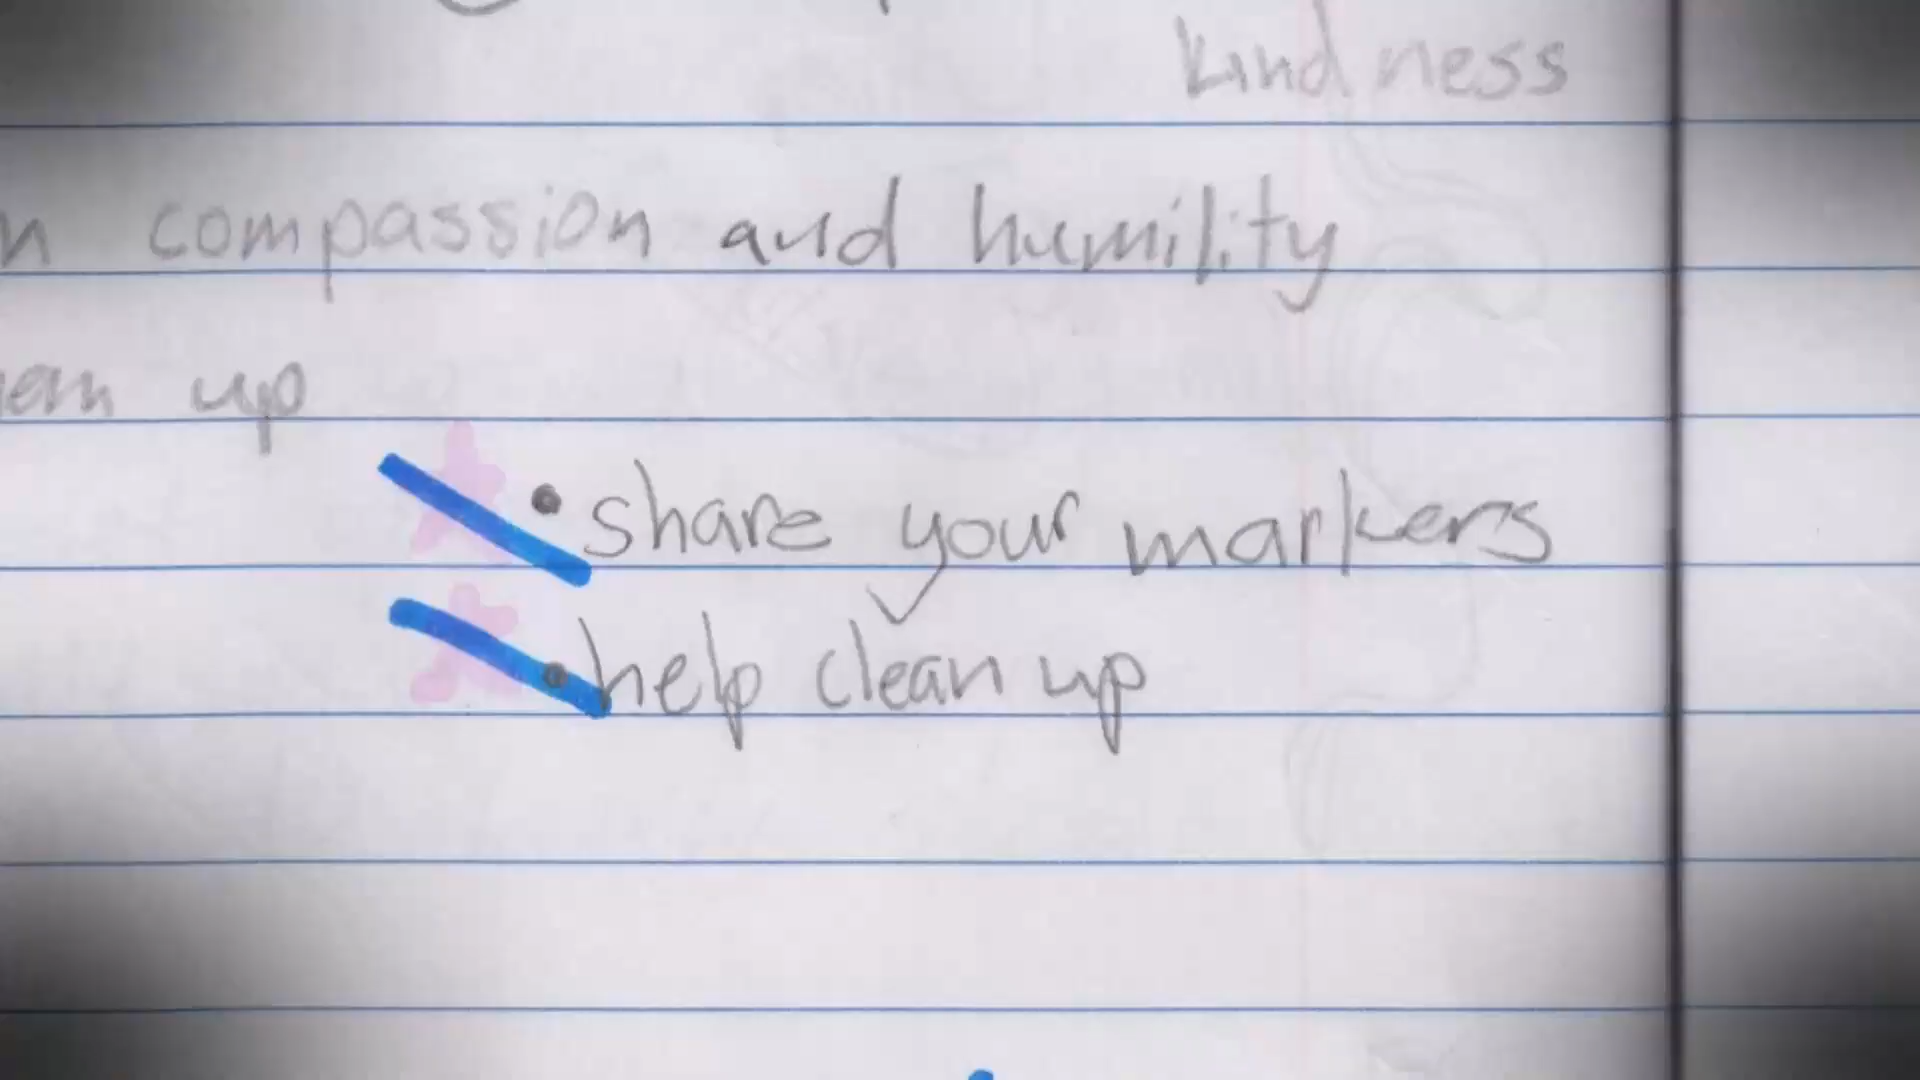 kindness
compassion and humility
up
• share your markers
• help clean up